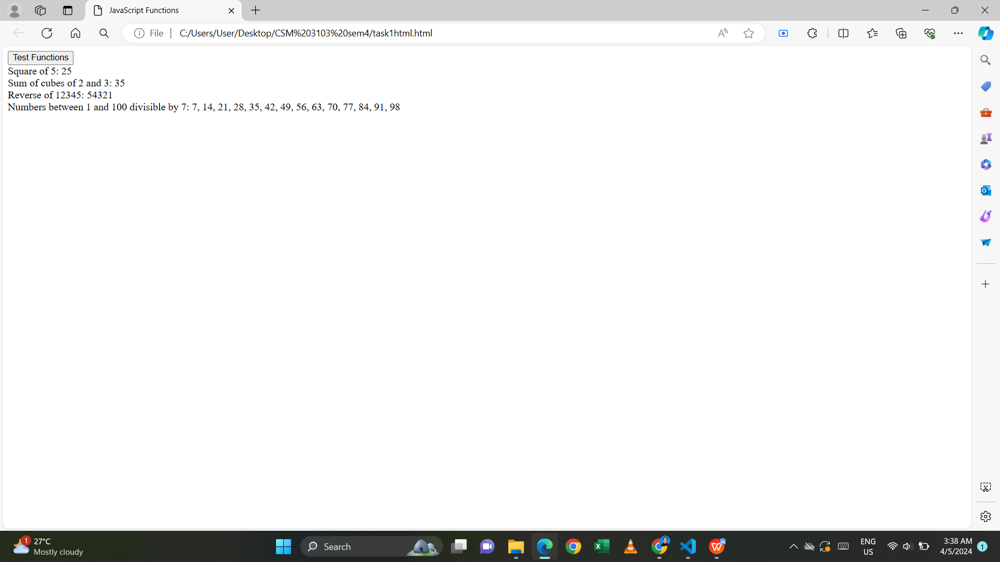 JavaScript Functions
File
C:/Users/User/Desktop/CSM%203103%20sem4/task1html.html
Test Functions
Square of 5: 25
Sum of cubes of 2 and 3: 35
Reverse of 12345: 54321
Numbers between 1 and 100 divisible by 7: 7, 14, 21, 28, 35, 42, 49, 56, 63, 70, 77, 84, 91, 98
1
27°C
Mostly cloudy
Search
ENG
US
3:38 AM
4/5/2024
1